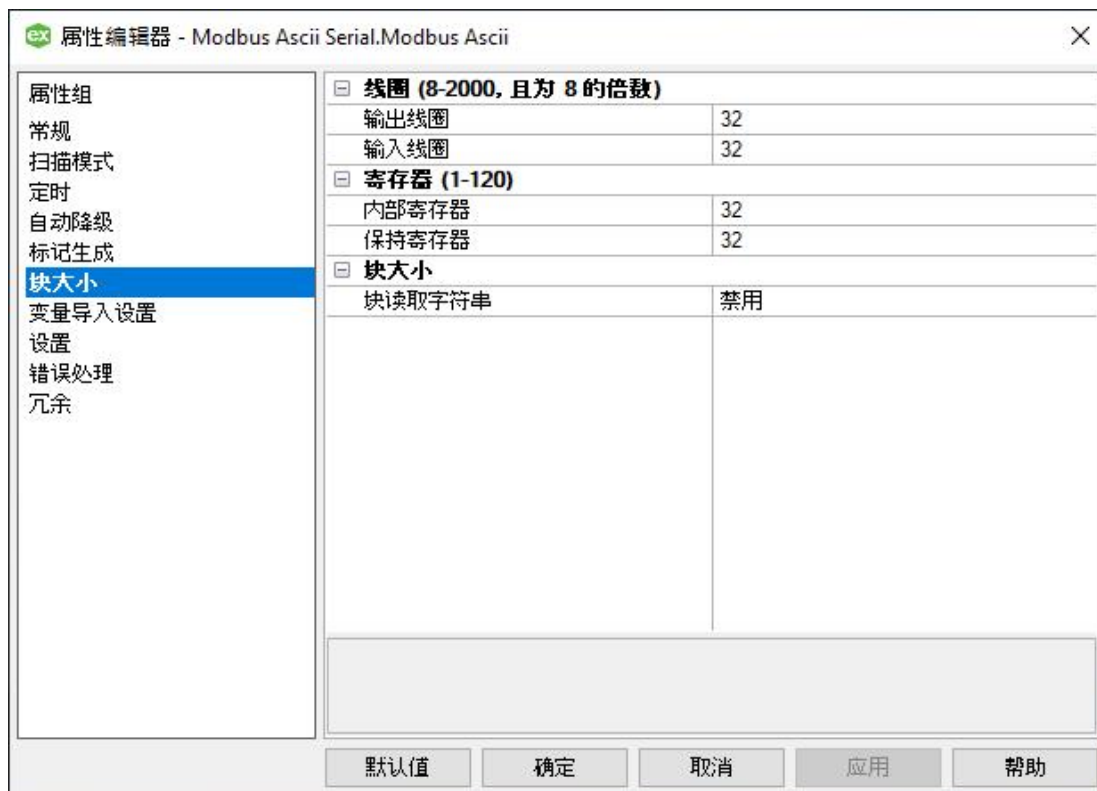 ex 属性编辑器 - Modbus Ascii Serial.Modbus Ascii
属性组
常规
扫描模式
定时
自动降级
标记生成
块大小
变量导入设置
设置
错误处理
冗余
线圈 (8-2000, 且为 8 的倍数)
输出线圈 32
输入线圈 32
寄存器 (1-120)
内部寄存器 32
保持寄存器 32
块大小
块读取字符串 禁用
默认值 确定 取消 应用 帮助